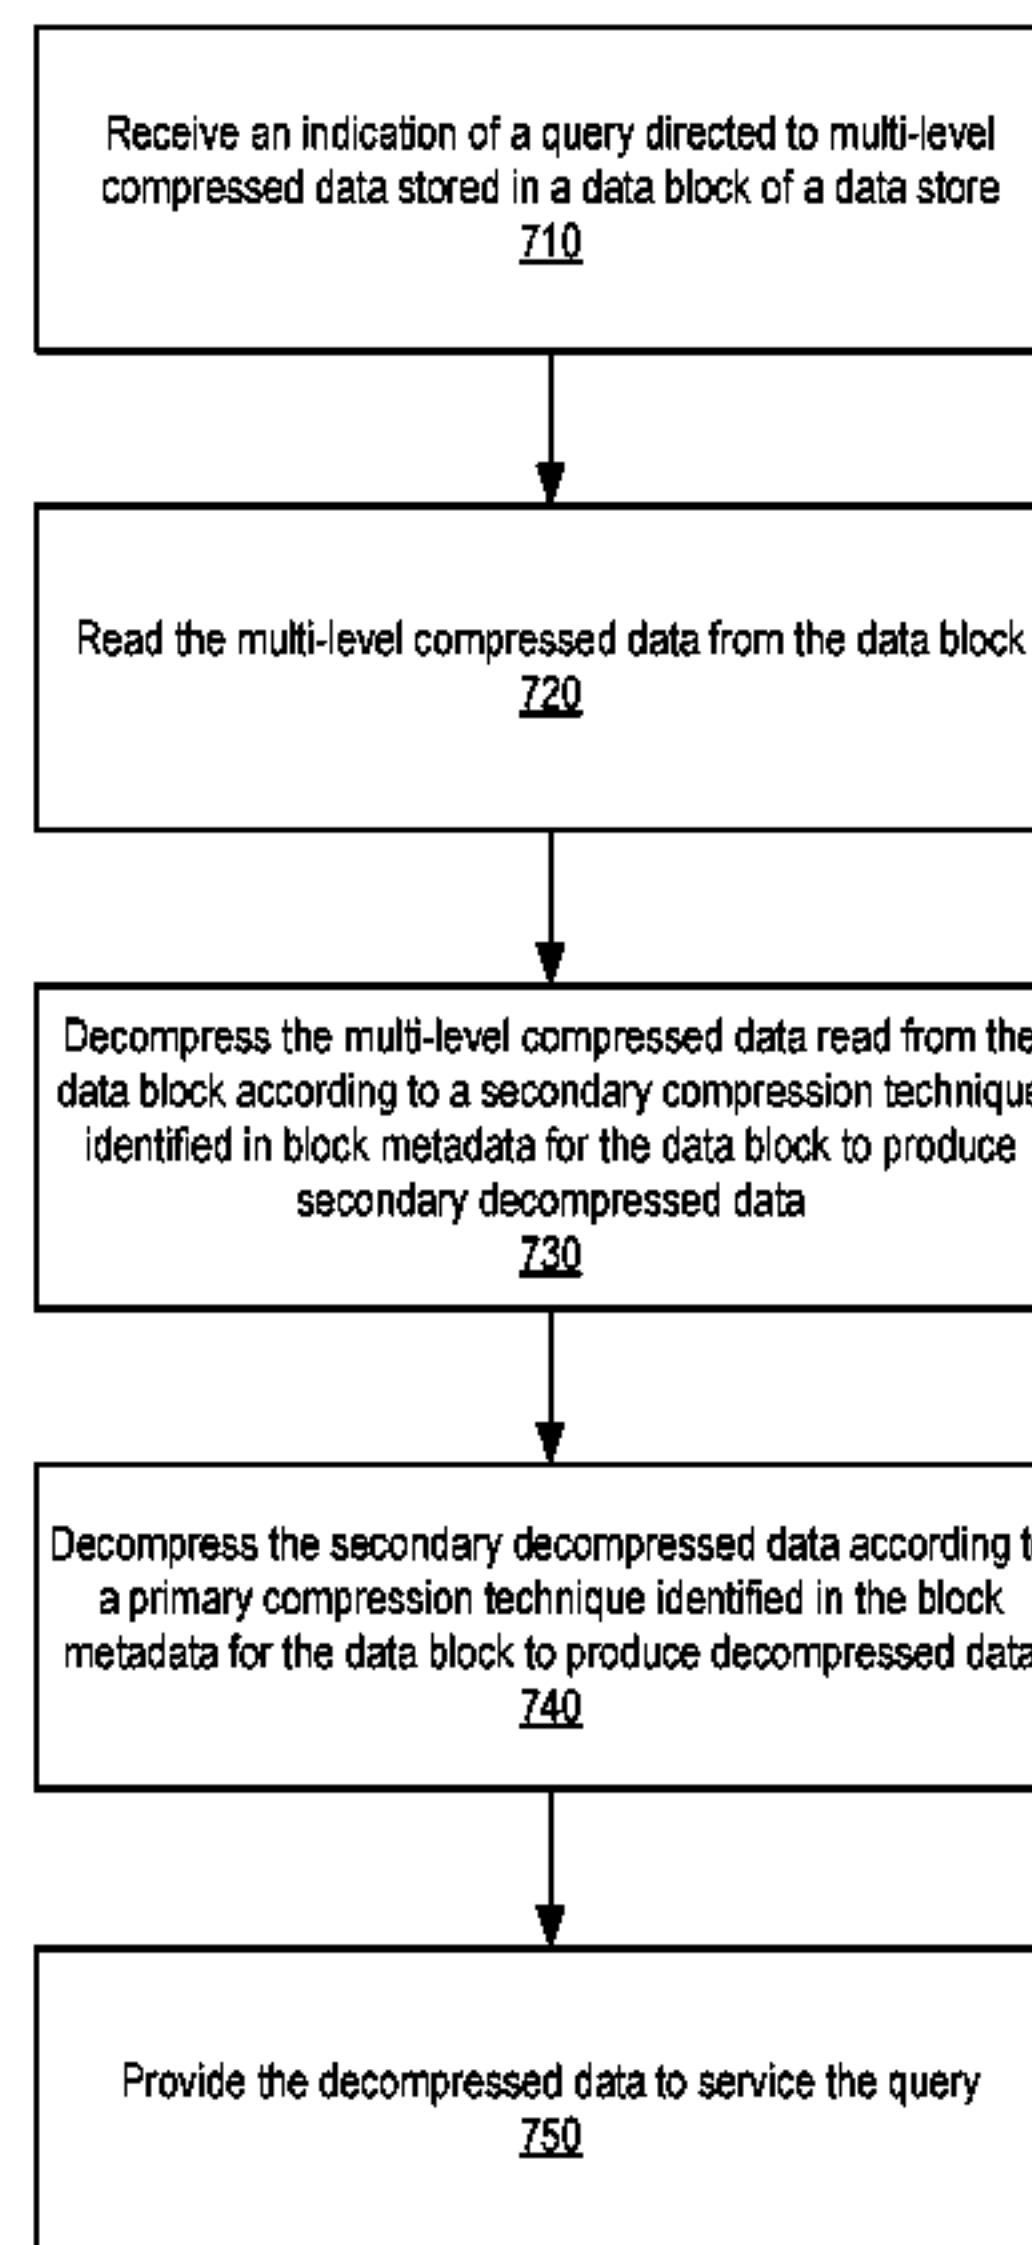 Receive an indication of a query directed to multi-level
compressed data stored in a data block of a data store
710
Read the multi-level compressed data from the data block
720
Decompress the multi-level compressed data read from the
data block according to a secondary compression technique
identified in block metadata for the data block to produce
secondary decompressed data
730
Decompress the secondary decompressed data according t
a primary compression technique identified in the block
metadata for the data block to produce decompressed data
740
Provide the decompressed data to service the query
750